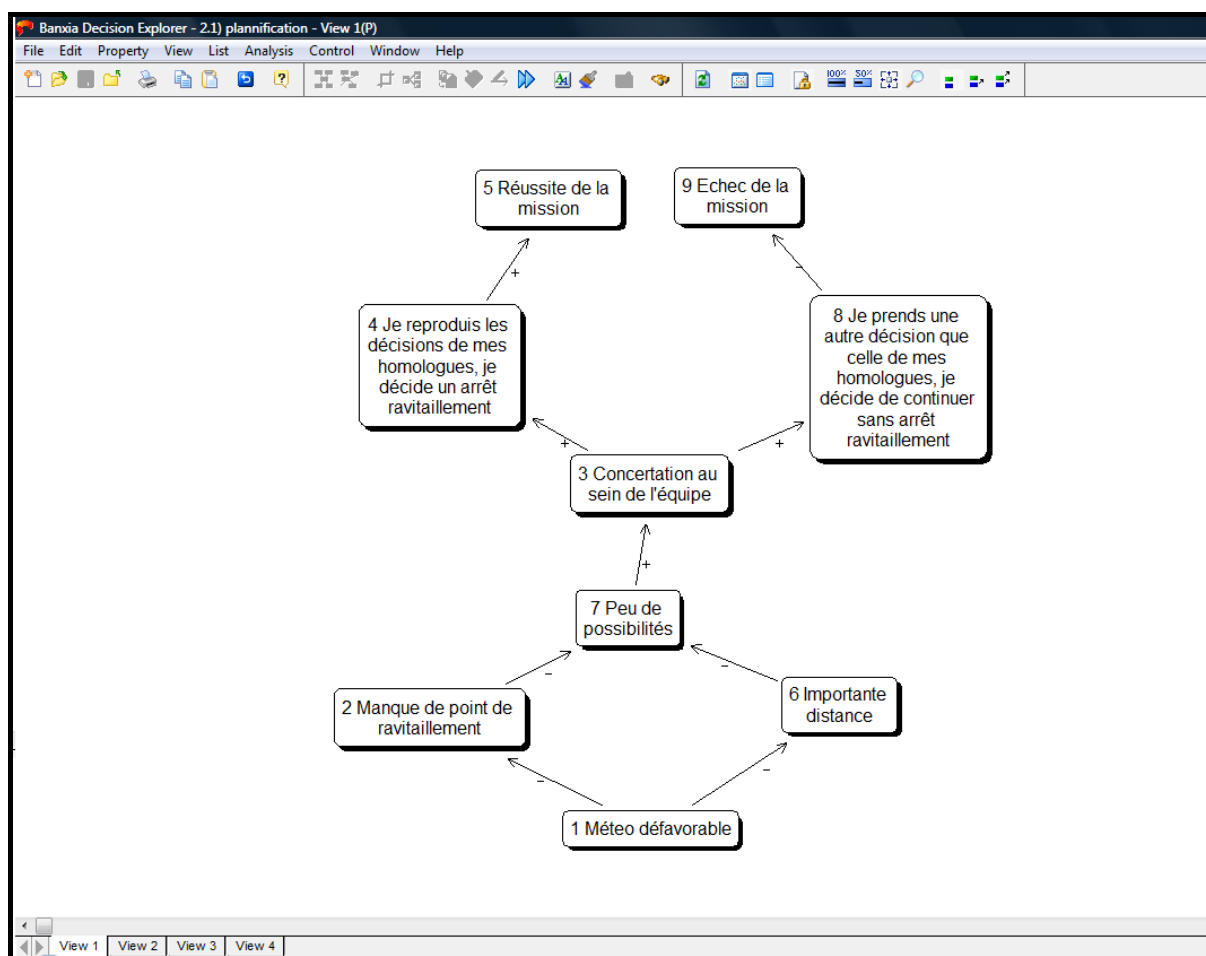 Banxia Decision Explorer - 2.1) plannification - View 1(P)
File Edit Property View List Analysis Control Window Help
100% 50%
5 Réussite de la
mission
9 Echec de la
mission
+
-
4 Je reproduis les
décisions de mes
homologues, je
décide un arrêt
ravitaillement
8 Je prends une
autre décision que
celle de mes
homologues, je
décide de continuer
sans arrêt
ravitaillement
+
+
3 Concertation au
sein de l'équipe
+
7 Peu de
possibilités
-
-
2 Manque de point de
ravitaillement
6 Importante
distance
-
-
1 Méteo défavorable
View 1 View 2 View 3 View 4